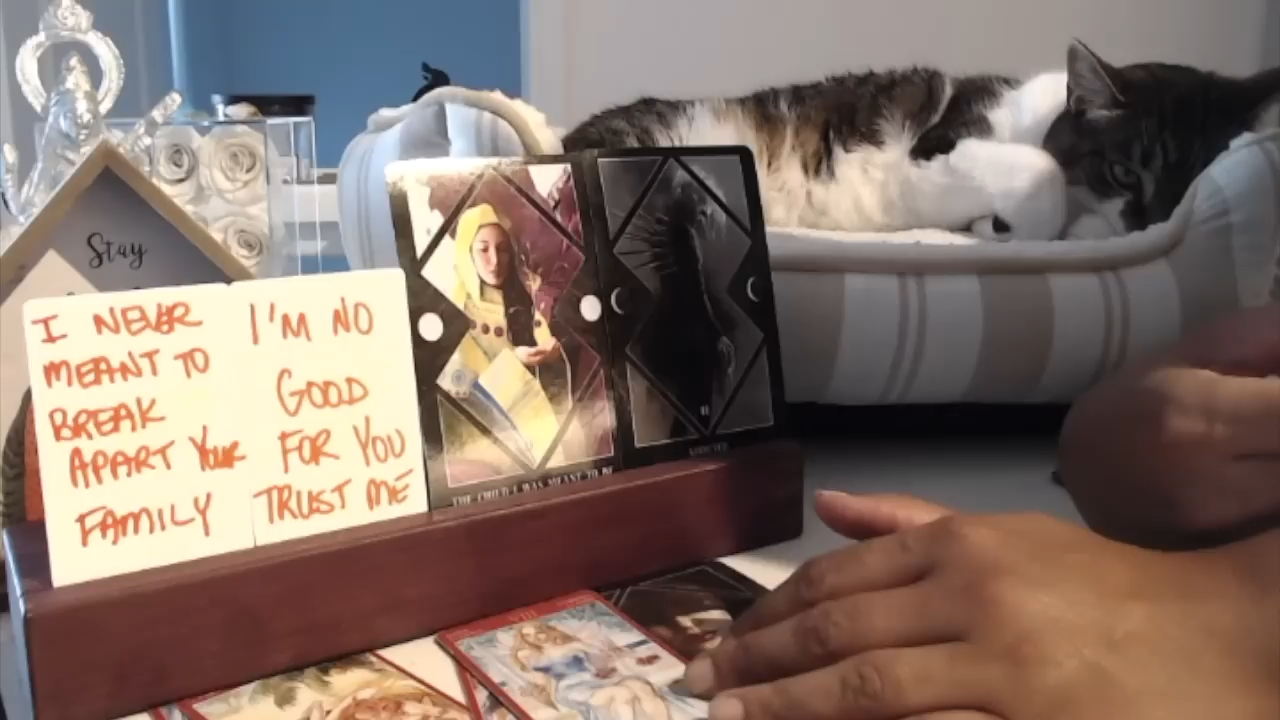 Stay
I NEVER
MEANT TO
BREAK
APART YOUR
FAMILY
I'M NO
GOOD
FOR YOU
TRUST ME
THE CHILD I WAS MEANT TO BE
VIII